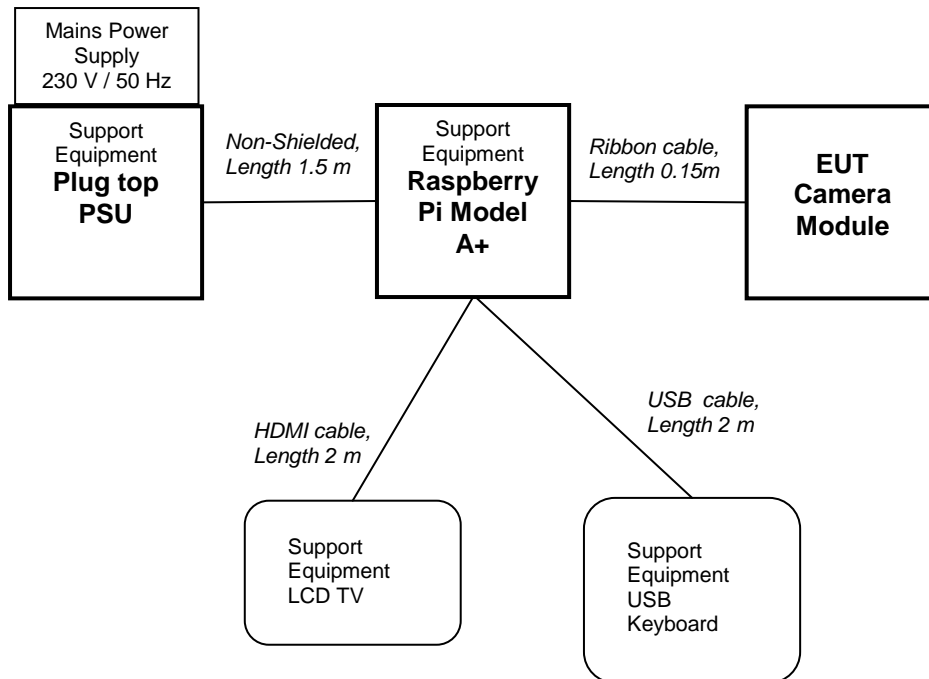 Mains Power
Supply
230 V / 50 Hz
Support
Equipment
Plug top
PSU
Non-Shielded,
Length 1.5 m
Support
Equipment
Raspberry
Pi Model
A+
Ribbon cable,
Length 0.15m
EUT
Camera
Module
HDMI cable,
Length 2 m
USB cable,
Length 2 m
Support
Equipment
LCD TV
Support
Equipment
USB
Keyboard